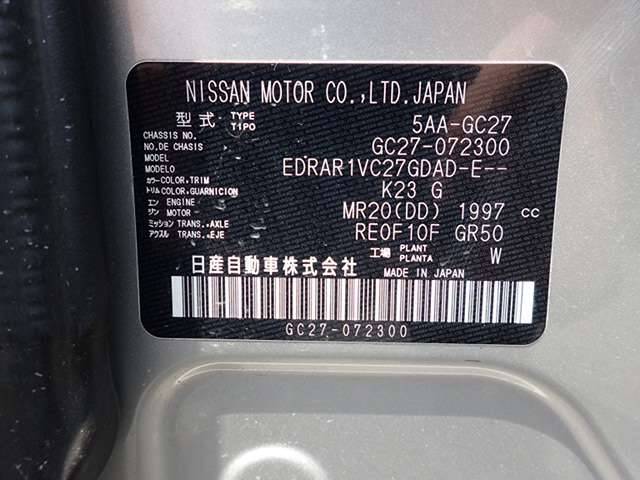 NISSAN MOTOR CO.,LTD.JAPAN
型式 TYPE TIPO 5AA-GC27
CHASSIS NO. NO.DE CHASIS GC27-072300
MODEL MODELO EDRAR1VC27GDAD-E--
カラー COLOR,TRIM トリム COLOR,GUARNICION K23 G
エンジン ENGINE MOTOR MR20(DD) 1997 cc
ミッション TRANS.,AXLE アクスル TRANS.,EJE RE0F10F GR50
工場 PLANT PLANTA W
日産自動車株式会社 MADE IN JAPAN
GC27-072300